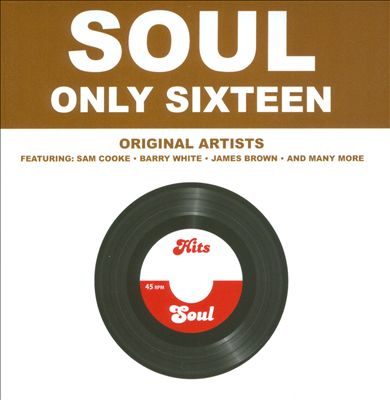 SOUL
ONLY SIXTEEN
ORIGINAL ARTISTS
FEATURING: SAM COOKE • BARRY WHITE • JAMES BROWN • AND MANY MORE
Hits
45 RPM
Soul